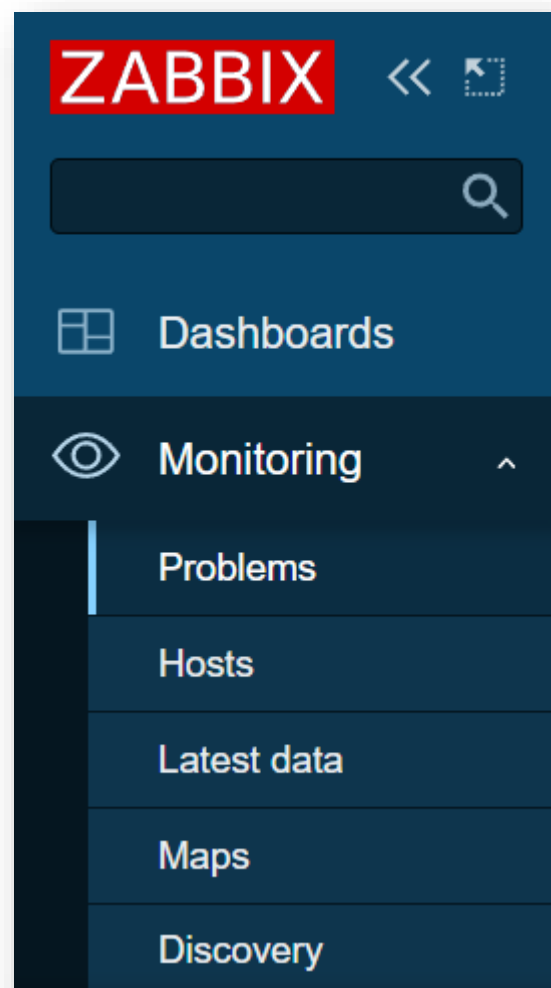 ZABBIX
Dashboards
Monitoring
Problems
Hosts
Latest data
Maps
Discovery